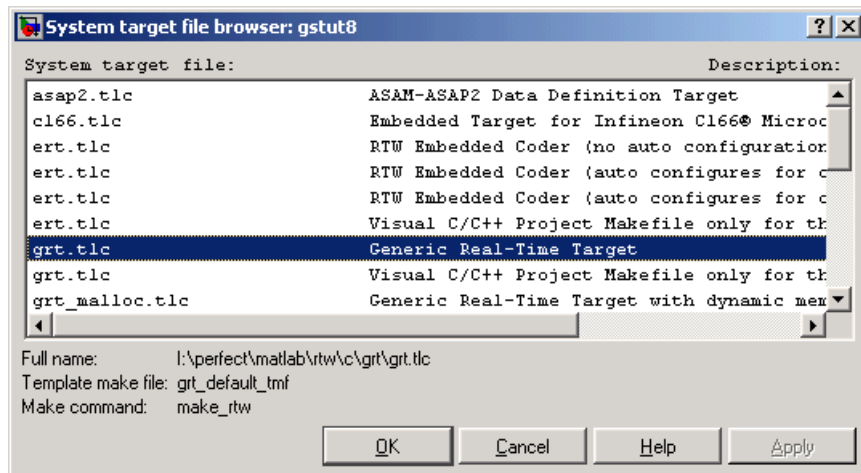 System target file browser: gstut8
System target file: Description:
asap2.tlc ASAM-ASAP2 Data Definition Target
c166.tlc Embedded Target for Infineon C166® Microc
ert.tlc RTW Embedded Coder (no auto configuration
ert.tlc RTW Embedded Coder (auto configures for c
ert.tlc RTW Embedded Coder (auto configures for c
ert.tlc Visual C/C++ Project Makefile only for th
grt.tlc Generic Real-Time Target
grt.tlc Visual C/C++ Project Makefile only for th
grt_malloc.tlc Generic Real-Time Target with dynamic mem
Full name: I:\perfect\matlab\rtw\c\grt\grt.tlc
Template make file: grt_default_tmf
Make command: make_rtw
OK Cancel Help Apply